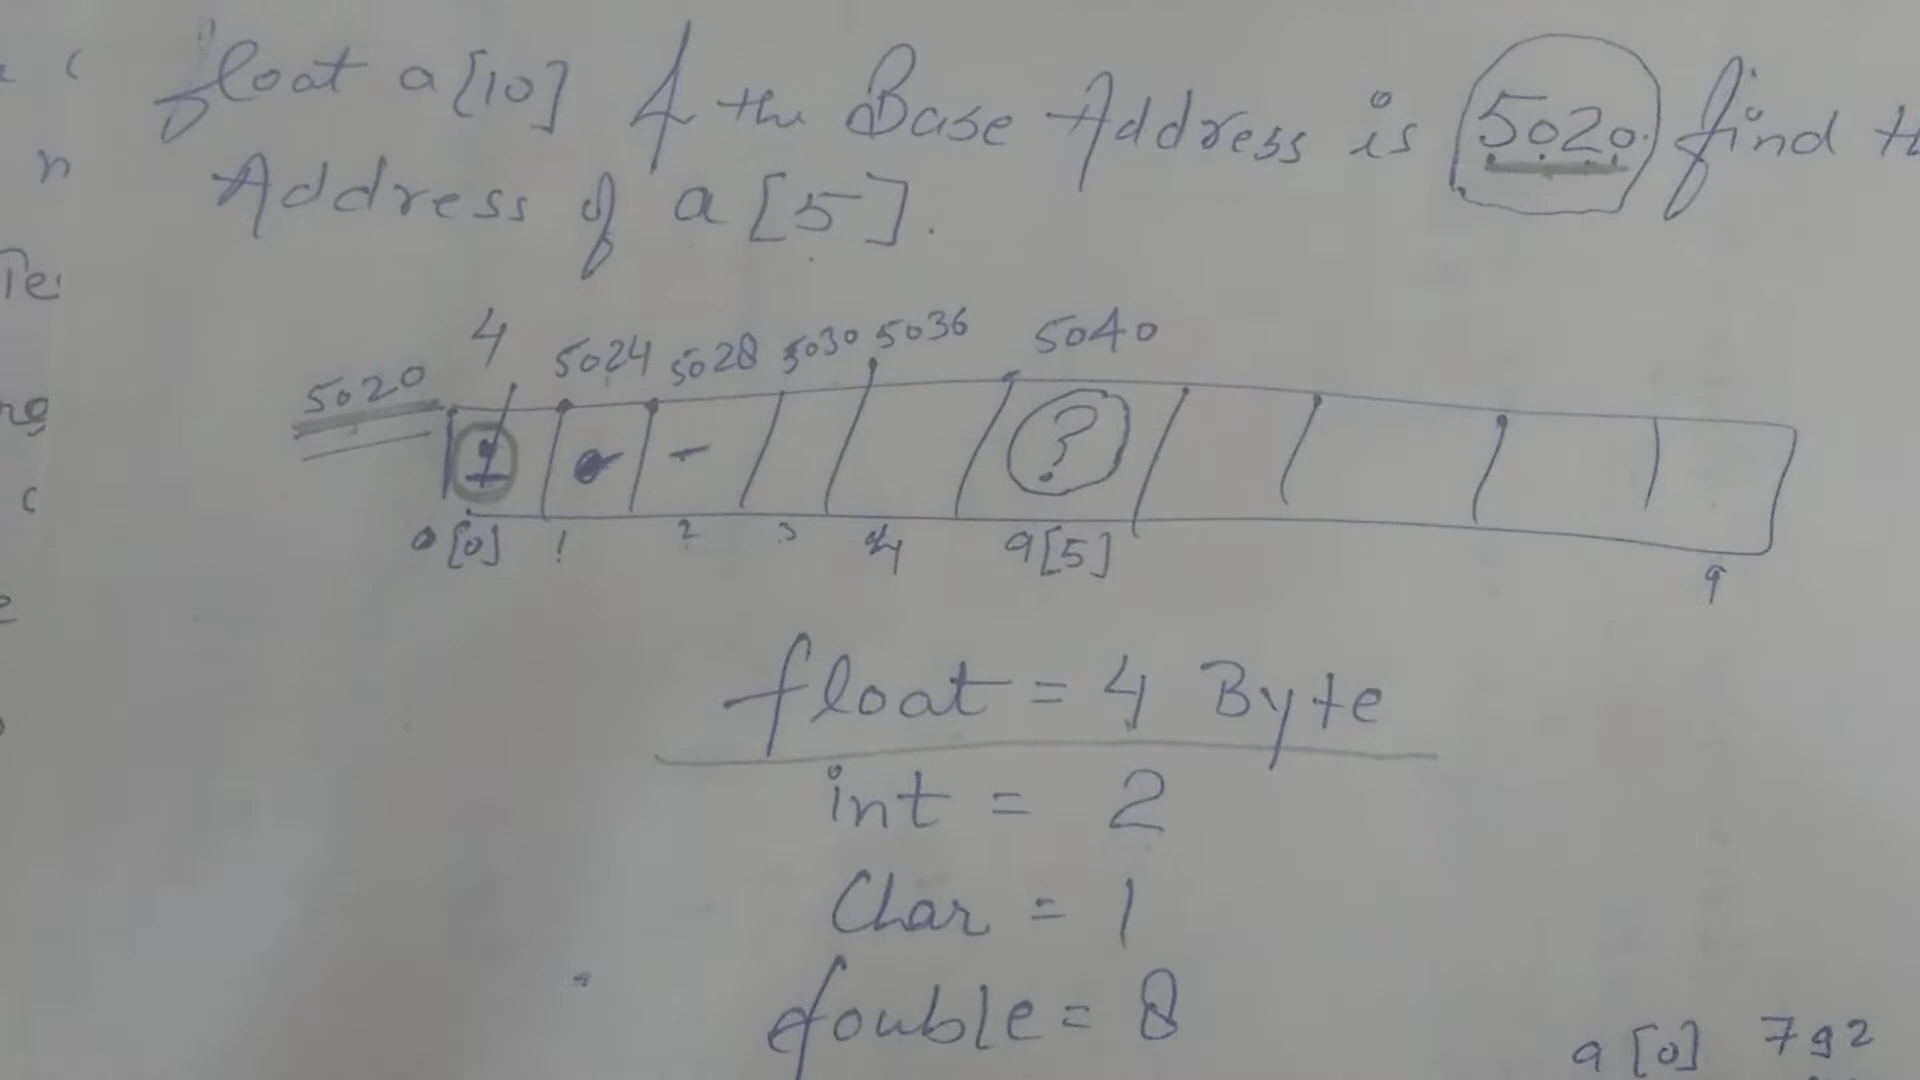 float a[10] & the Base Address is 5020. find
Address of a[5].
4
5020 5024 5028 5030 5036 5040
1 ?
a[0] 1 2 3 4 a[5] 9
float = 4 Byte
int = 2
Char = 1
double = 8
a[0] 792